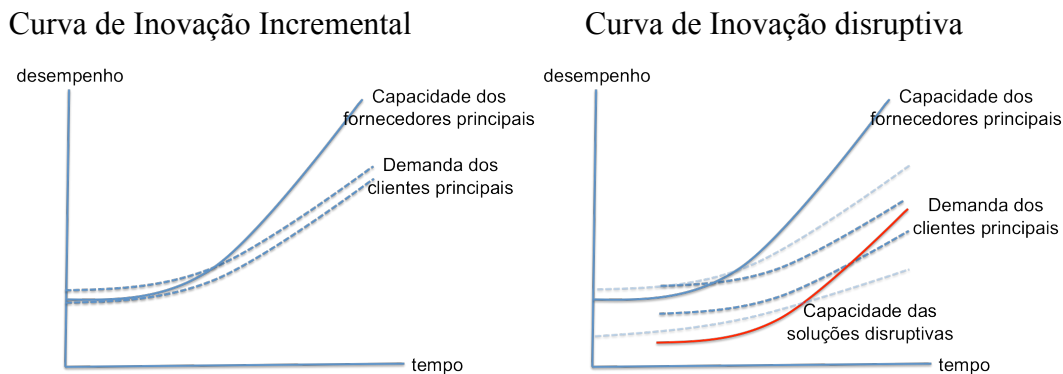 Curva de Inovação Incremental
desempenho
Capacidade dos
fornecedores principais
Demanda dos
clientes principais
tempo
Curva de Inovação disruptiva
desempenho
Capacidade dos
fornecedores principais
Demanda dos
clientes principais
Capacidade das
soluções disruptivas
tempo